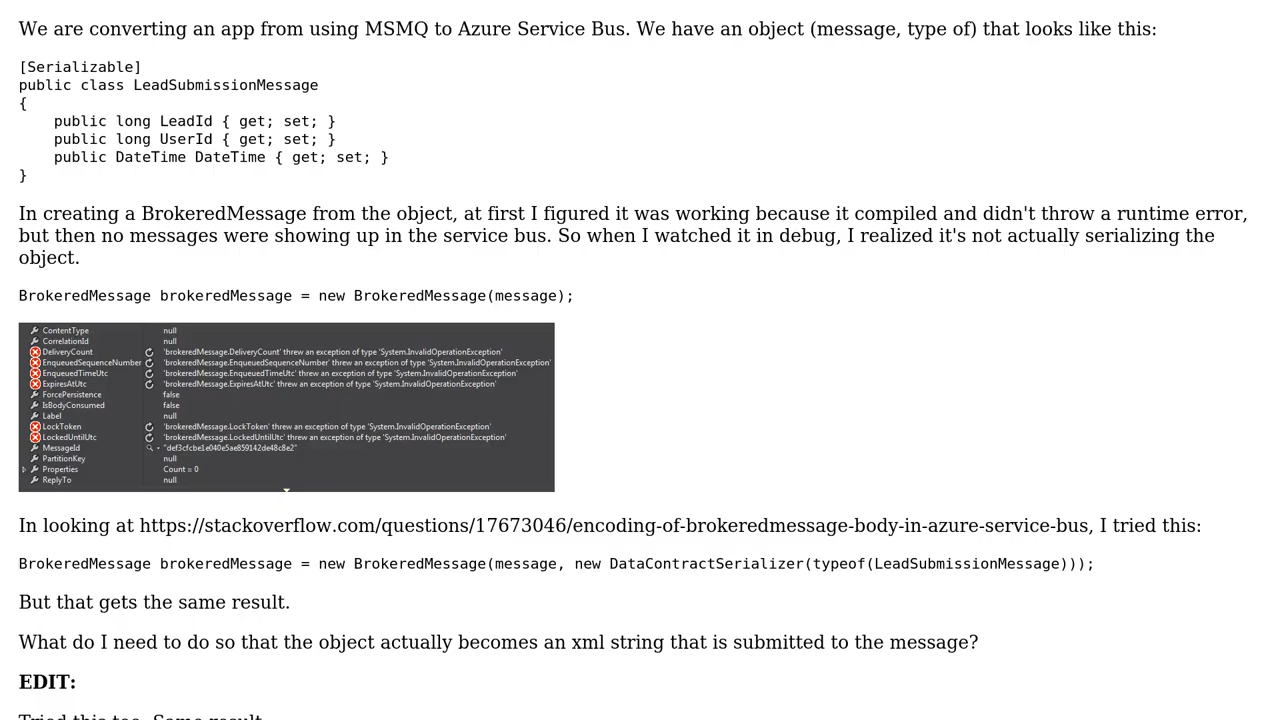 We are converting an app from using MSMQ to Azure Service Bus. We have an object (message, type of) that looks like this:
[Serializable]
public class LeadSubmissionMessage
{
    public long LeadId { get; set; }
    public long UserId { get; set; }
    public DateTime DateTime { get; set; }
}
In creating a BrokeredMessage from the object, at first I figured it was working because it compiled and didn't throw a runtime error,
but then no messages were showing up in the service bus. So when I watched it in debug, I realized it's not actually serializing the
object.
BrokeredMessage brokeredMessage = new BrokeredMessage(message);
ContentType null
CorrelationId null
DeliveryCount 'brokeredMessage.DeliveryCount' threw an exception of type 'System.InvalidOperationException'
EnqueuedSequenceNumber 'brokeredMessage.EnqueuedSequenceNumber' threw an exception of type 'System.InvalidOperationException'
EnqueuedTimeUtc 'brokeredMessage.EnqueuedTimeUtc' threw an exception of type 'System.InvalidOperationException'
ExpiresAtUtc 'brokeredMessage.ExpiresAtUtc' threw an exception of type 'System.InvalidOperationException'
ForcePersistence false
IsBodyConsumed false
Label null
LockToken 'brokeredMessage.LockToken' threw an exception of type 'System.InvalidOperationException'
LockedUntilUtc 'brokeredMessage.LockedUntilUtc' threw an exception of type 'System.InvalidOperationException'
MessageId "def3cfcbe1e040e5ae859142de48c8e2"
PartitionKey null
Properties Count = 0
ReplyTo null
In looking at https://stackoverflow.com/questions/17673046/encoding-of-brokeredmessage-body-in-azure-service-bus, I tried this:
BrokeredMessage brokeredMessage = new BrokeredMessage(message, new DataContractSerializer(typeof(LeadSubmissionMessage)));
But that gets the same result.
What do I need to do so that the object actually becomes an xml string that is submitted to the message?
EDIT:
Tried this too. Same result